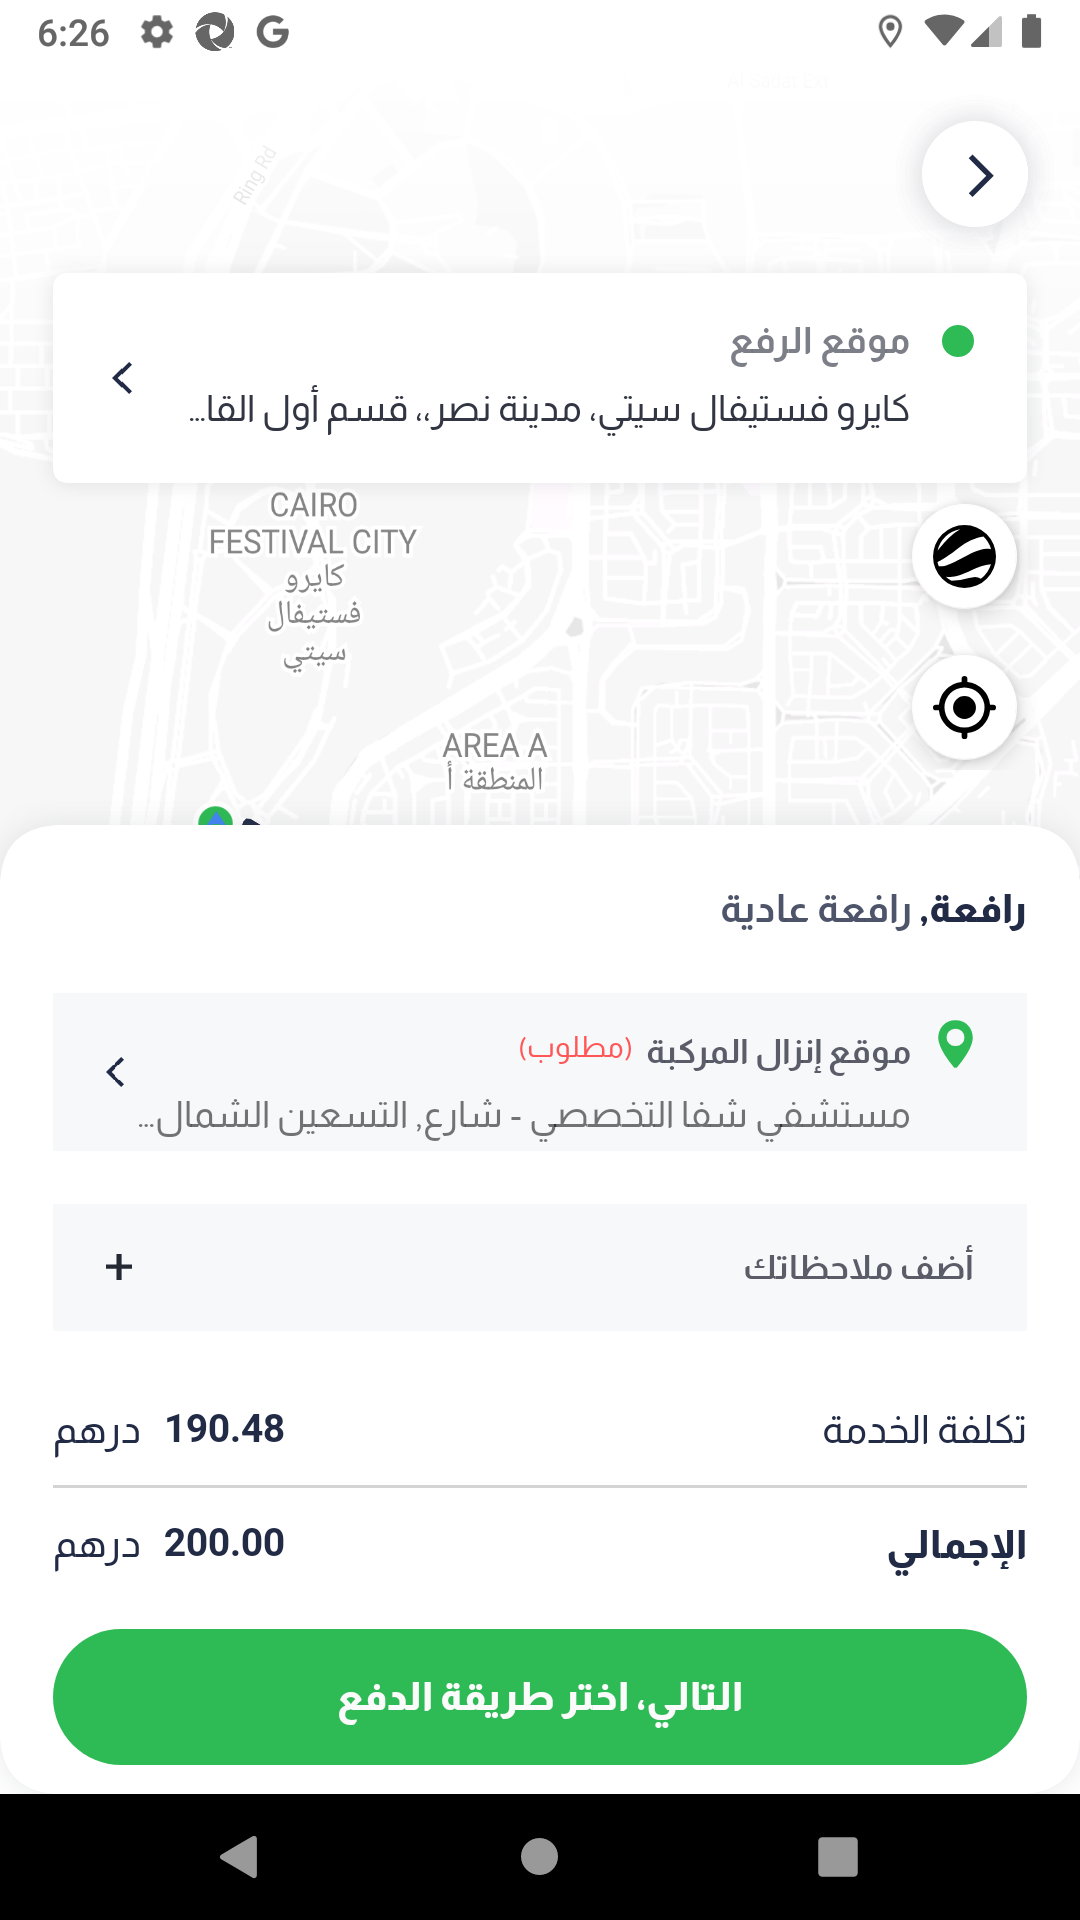 6:26
Al Sadat Ext
Ring Rd
موقع الرفع
كايرو فستيفال سيتي، مدينة نصر،، قسم أول القا...
CAIRO
FESTIVAL CITY
كايرو
فستيفال
سيتي
AREA A
المنطقة أ
رافعة, رافعة عادية
موقع إنزال المركبة (مطلوب)
مستشفي شفا التخصصي - شارع, التسعين الشمال...
أضف ملاحظاتك
تكلفة الخدمة 190.48 درهم
الإجمالي 200.00 درهم
التالي، اختر طريقة الدفع